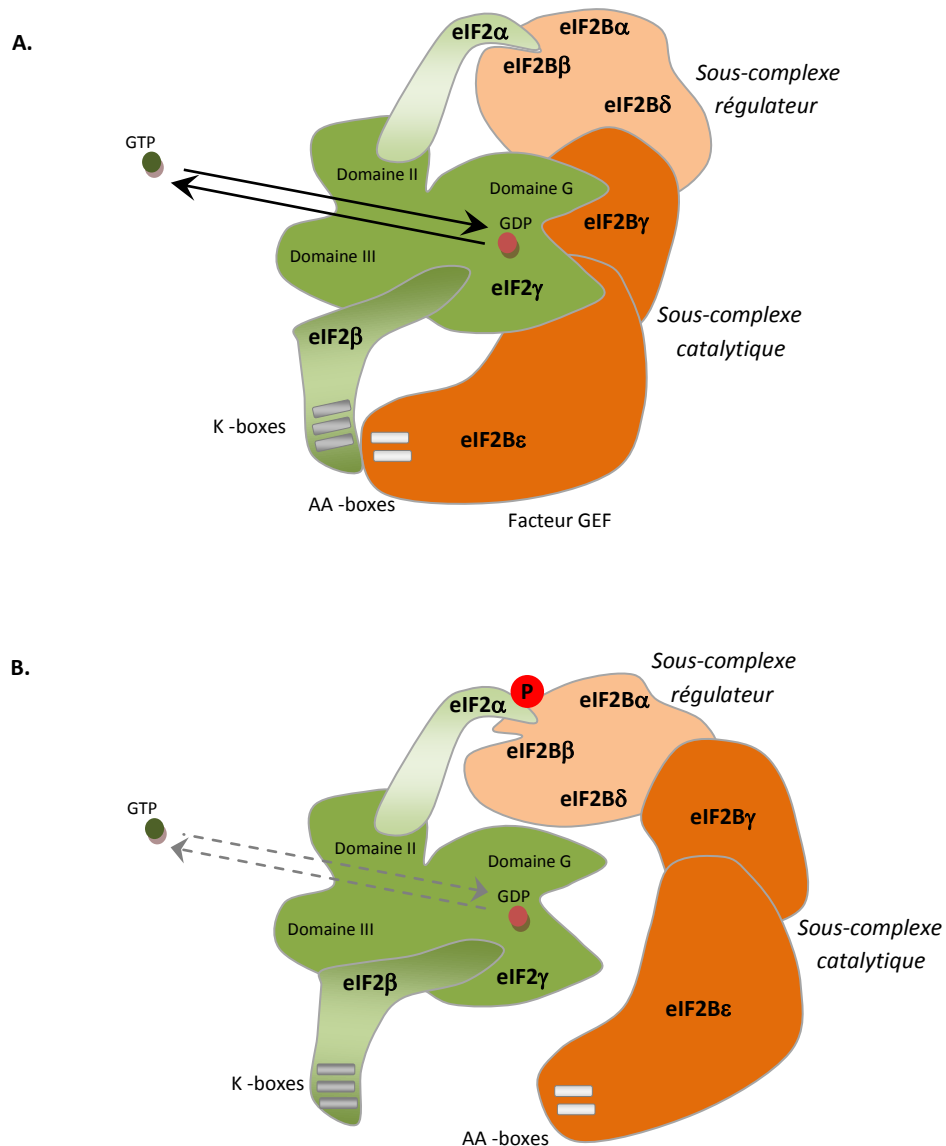 A.
eIF2α
eIF2Bα
eIF2Bβ
Sous-complexe
régulateur
eIF2Bδ
GTP
Domaine II
Domaine G
GDP
eIF2Bγ
Domaine III
eIF2γ
Sous-complexe
catalytique
eIF2β
K -boxes
eIF2Bε
AA -boxes
Facteur GEF
B.
Sous-complexe
régulateur
P
eIF2α
eIF2Bα
eIF2Bβ
eIF2Bδ
GTP
eIF2Bγ
Domaine II
Domaine G
GDP
Domaine III
Sous-complexe
catalytique
eIF2β
eIF2γ
eIF2Bε
K -boxes
AA -boxes